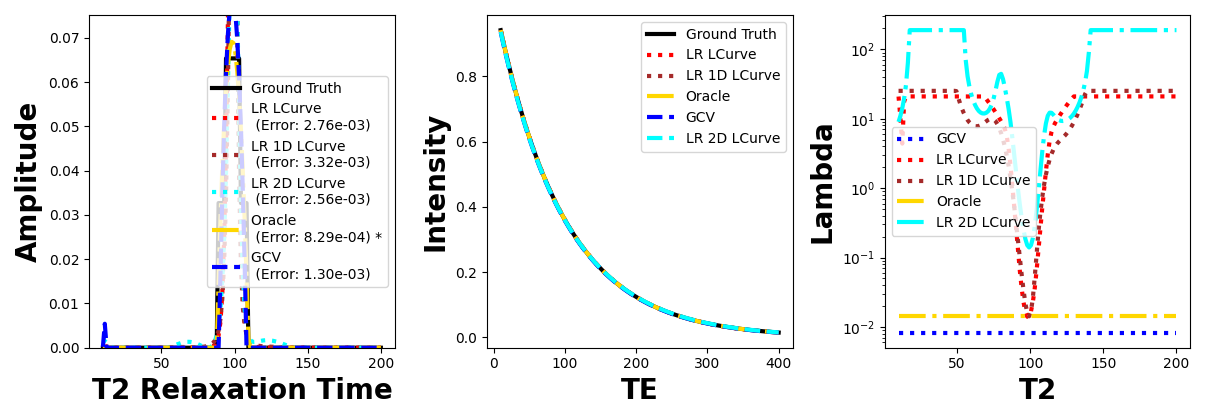 Amplitude
0.07
0.06
0.05
0.04
0.03
0.02
0.01
0.00
50
100
150
200
T2 Relaxation Time
Ground Truth
LR LCurve
(Error: 2.76e-03)
LR 1D LCurve
(Error: 3.32e-03)
LR 2D LCurve
(Error: 2.56e-03)
Oracle
(Error: 8.29e-04) *
GCV
(Error: 1.30e-03)
Intensity
0.8
0.6
0.4
0.2
0.0
0
100
200
300
400
TE
Ground Truth
LR LCurve
LR 1D LCurve
Oracle
GCV
LR 2D LCurve
Lambda
10²
10¹
10⁰
10⁻¹
10⁻²
50
100
150
200
T2
GCV
LR LCurve
LR 1D LCurve
Oracle
LR 2D LCurve